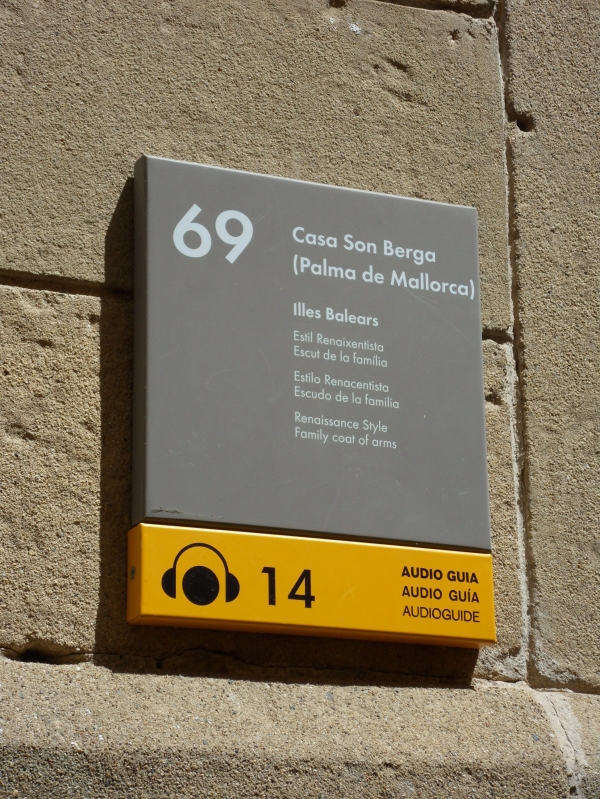 69
Casa Son Berga
(Palma de Mallorca)
Illes Balears
Estil Renaixentista
Escut de la família
Estilo Renacentista
Escudo de la família
Renaissance Style
Family coat of arms
14
AUDIO GUIA
AUDIO GUÍA
AUDIOGUIDE